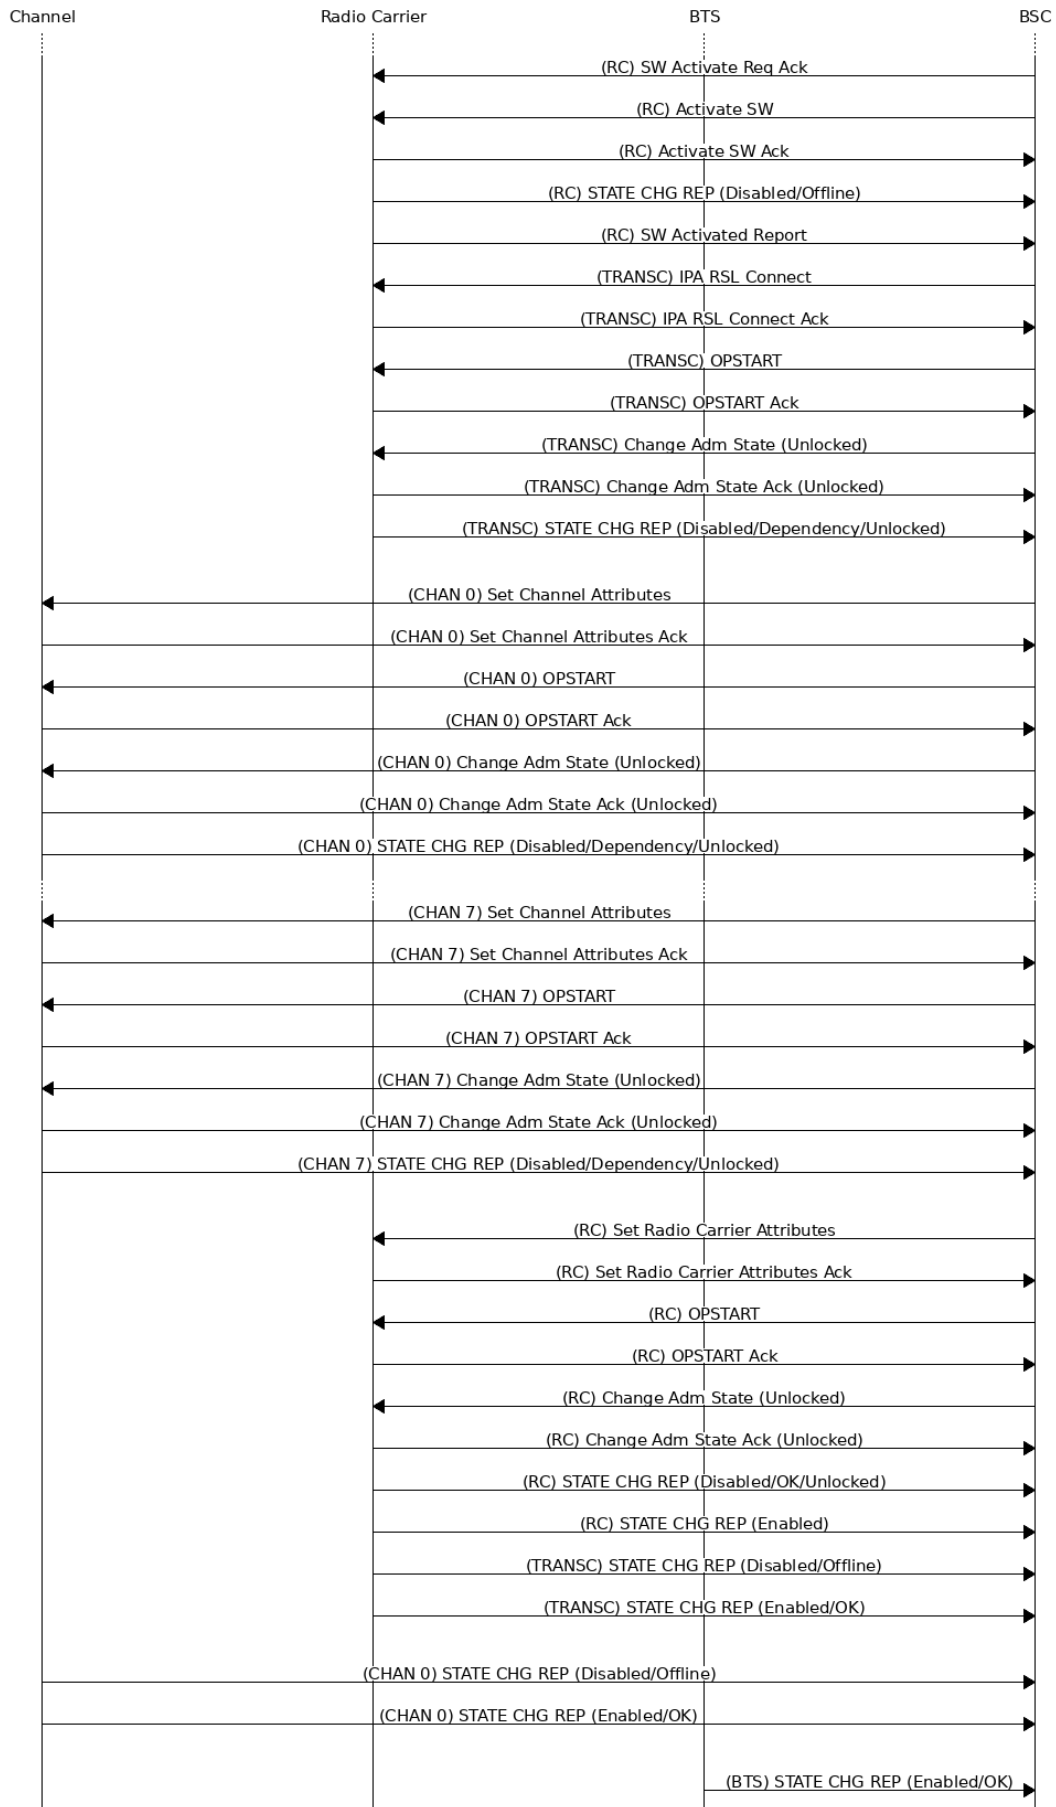 Channel Radio Carrier BTS BSC
(RC) SW Activate Req Ack
(RC) Activate SW
(RC) Activate SW Ack
(RC) STATE CHG REP (Disabled/Offline)
(RC) SW Activated Report
(TRANSC) IPA RSL Connect
(TRANSC) IPA RSL Connect Ack
(TRANSC) OPSTART
(TRANSC) OPSTART Ack
(TRANSC) Change Adm State (Unlocked)
(TRANSC) Change Adm State Ack (Unlocked)
(TRANSC) STATE CHG REP (Disabled/Dependency/Unlocked)
(CHAN 0) Set Channel Attributes
(CHAN 0) Set Channel Attributes Ack
(CHAN 0) OPSTART
(CHAN 0) OPSTART Ack
(CHAN 0) Change Adm State (Unlocked)
(CHAN 0) Change Adm State Ack (Unlocked)
(CHAN 0) STATE CHG REP (Disabled/Dependency/Unlocked)
(CHAN 7) Set Channel Attributes
(CHAN 7) Set Channel Attributes Ack
(CHAN 7) OPSTART
(CHAN 7) OPSTART Ack
(CHAN 7) Change Adm State (Unlocked)
(CHAN 7) Change Adm State Ack (Unlocked)
(CHAN 7) STATE CHG REP (Disabled/Dependency/Unlocked)
(RC) Set Radio Carrier Attributes
(RC) Set Radio Carrier Attributes Ack
(RC) OPSTART
(RC) OPSTART Ack
(RC) Change Adm State (Unlocked)
(RC) Change Adm State Ack (Unlocked)
(RC) STATE CHG REP (Disabled/OK/Unlocked)
(RC) STATE CHG REP (Enabled)
(TRANSC) STATE CHG REP (Disabled/Offline)
(TRANSC) STATE CHG REP (Enabled/OK)
(CHAN 0) STATE CHG REP (Disabled/Offline)
(CHAN 0) STATE CHG REP (Enabled/OK)
(BTS) STATE CHG REP (Enabled/OK)